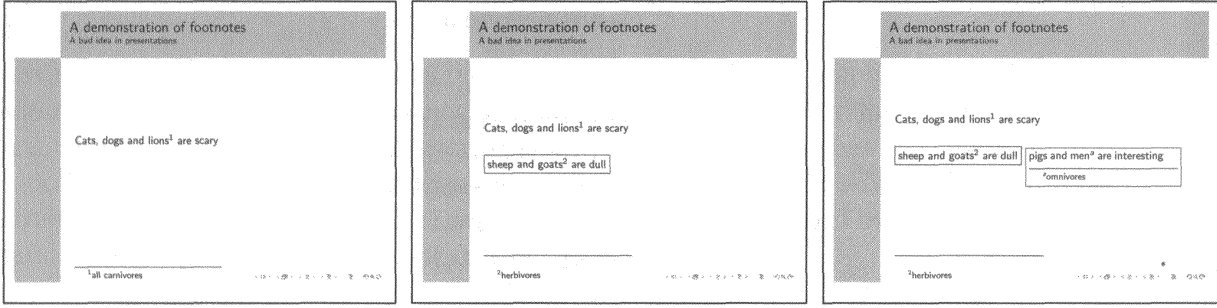 A demonstration of footnotes
A bad idea in presentations
Cats, dogs and lions¹ are scary
¹all carnivores
A demonstration of footnotes
A bad idea in presentations
Cats, dogs and lions¹ are scary
sheep and goats² are dull
²herbivores
A demonstration of footnotes
A bad idea in presentations
Cats, dogs and lions¹ are scary
sheep and goats² are dull
pigs and menᵃ are interesting
ᵃomnivores
²herbivores